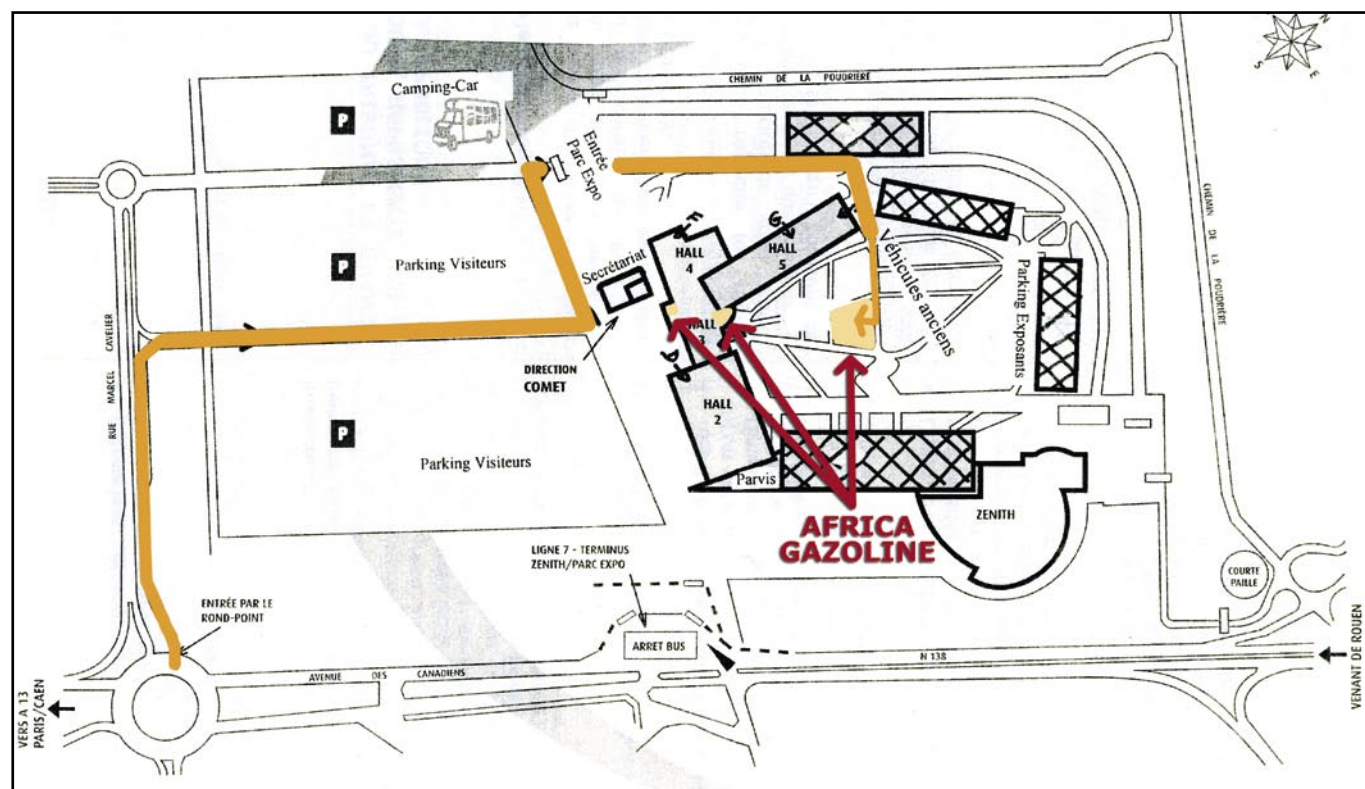 N
E
S
CHEMIN DE LA POUDRIÈRE
Camping-Car
P
Entrée
Parc Expo
CHEMIN DE LA POUDRIÈRE
F
G
HALL
4
HALL
5
Véhicules anciens
Parking Exposants
P
Parking Visiteurs
Secrétariat
HALL
3
D
DIRECTION
COMET
HALL
2
RUE MARCEL CAVELIER
P
Parking Visiteurs
Parvis
AFRICA
GAZOLINE
ZENITH
LIGNE 7 - TERMINUS
ZENITH/PARC EXPO
COURTE
PAILLE
ENTRÉE PAR LE
ROND-POINT
ARRET BUS
N 138
AVENUE DES CANADIENS
VERS A 13
PARIS/CAEN
VENANT DE ROUEN